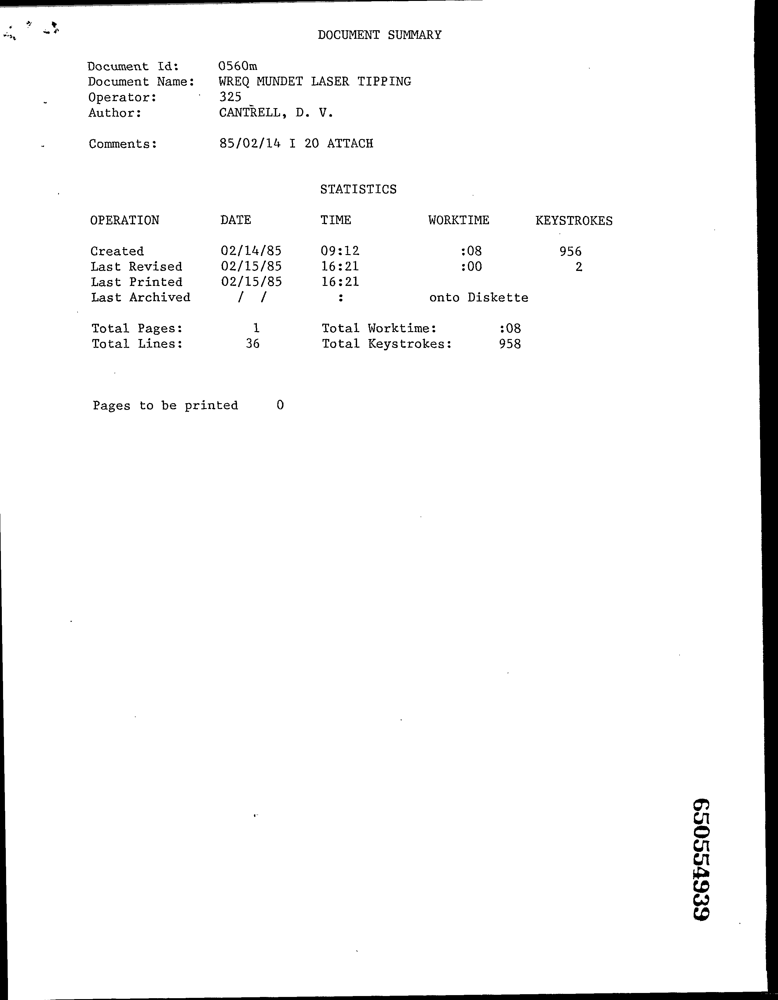 DOCUMENT SUMMARY
Document Id: 0560m
Document Name: WREQ MUNDET LASER TIPPING
Operator: 325
Author: CANTRELL, D. V.
Comments: 85/02/14 I 20 ATTACH
STATISTICS
OPERATION DATE TIME WORKTIME KEYSTROKES
Created 02/14/85 09:12 :08 956
Last Revised 02/15/85 16:21 :00 2
Last Printed 02/15/85 16:21
Last Archived / / : onto Diskette
Total Pages: 1 Total Worktime: :08
Total Lines: 36 Total Keystrokes: 958
Pages to be printed 0
650554939